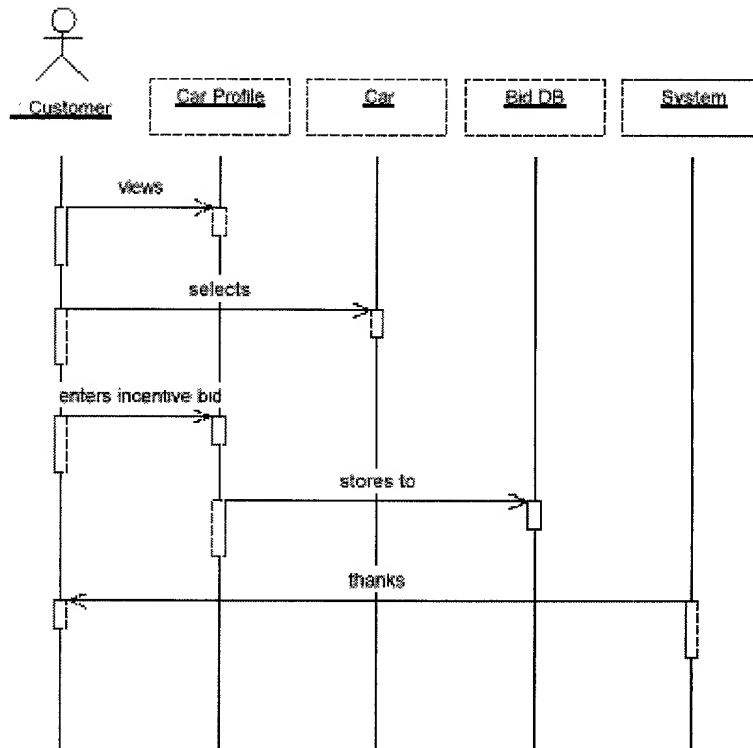 Customer
Car Profile
Car
Bid DB
System
views
selects
enters incentive bid
stores to
thanks